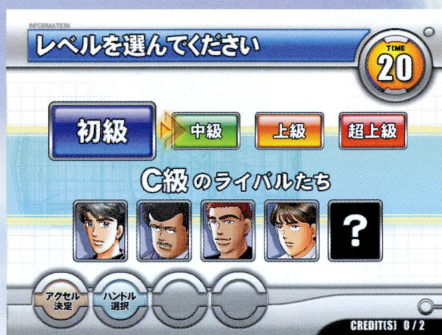 INFORMATION
レベルを選んでください
TIME
20
初級
中級
上級
超上級
C級のライバルたち
?
アクセル
決定
ハンドル
選択
CREDIT(S) 0 / 2